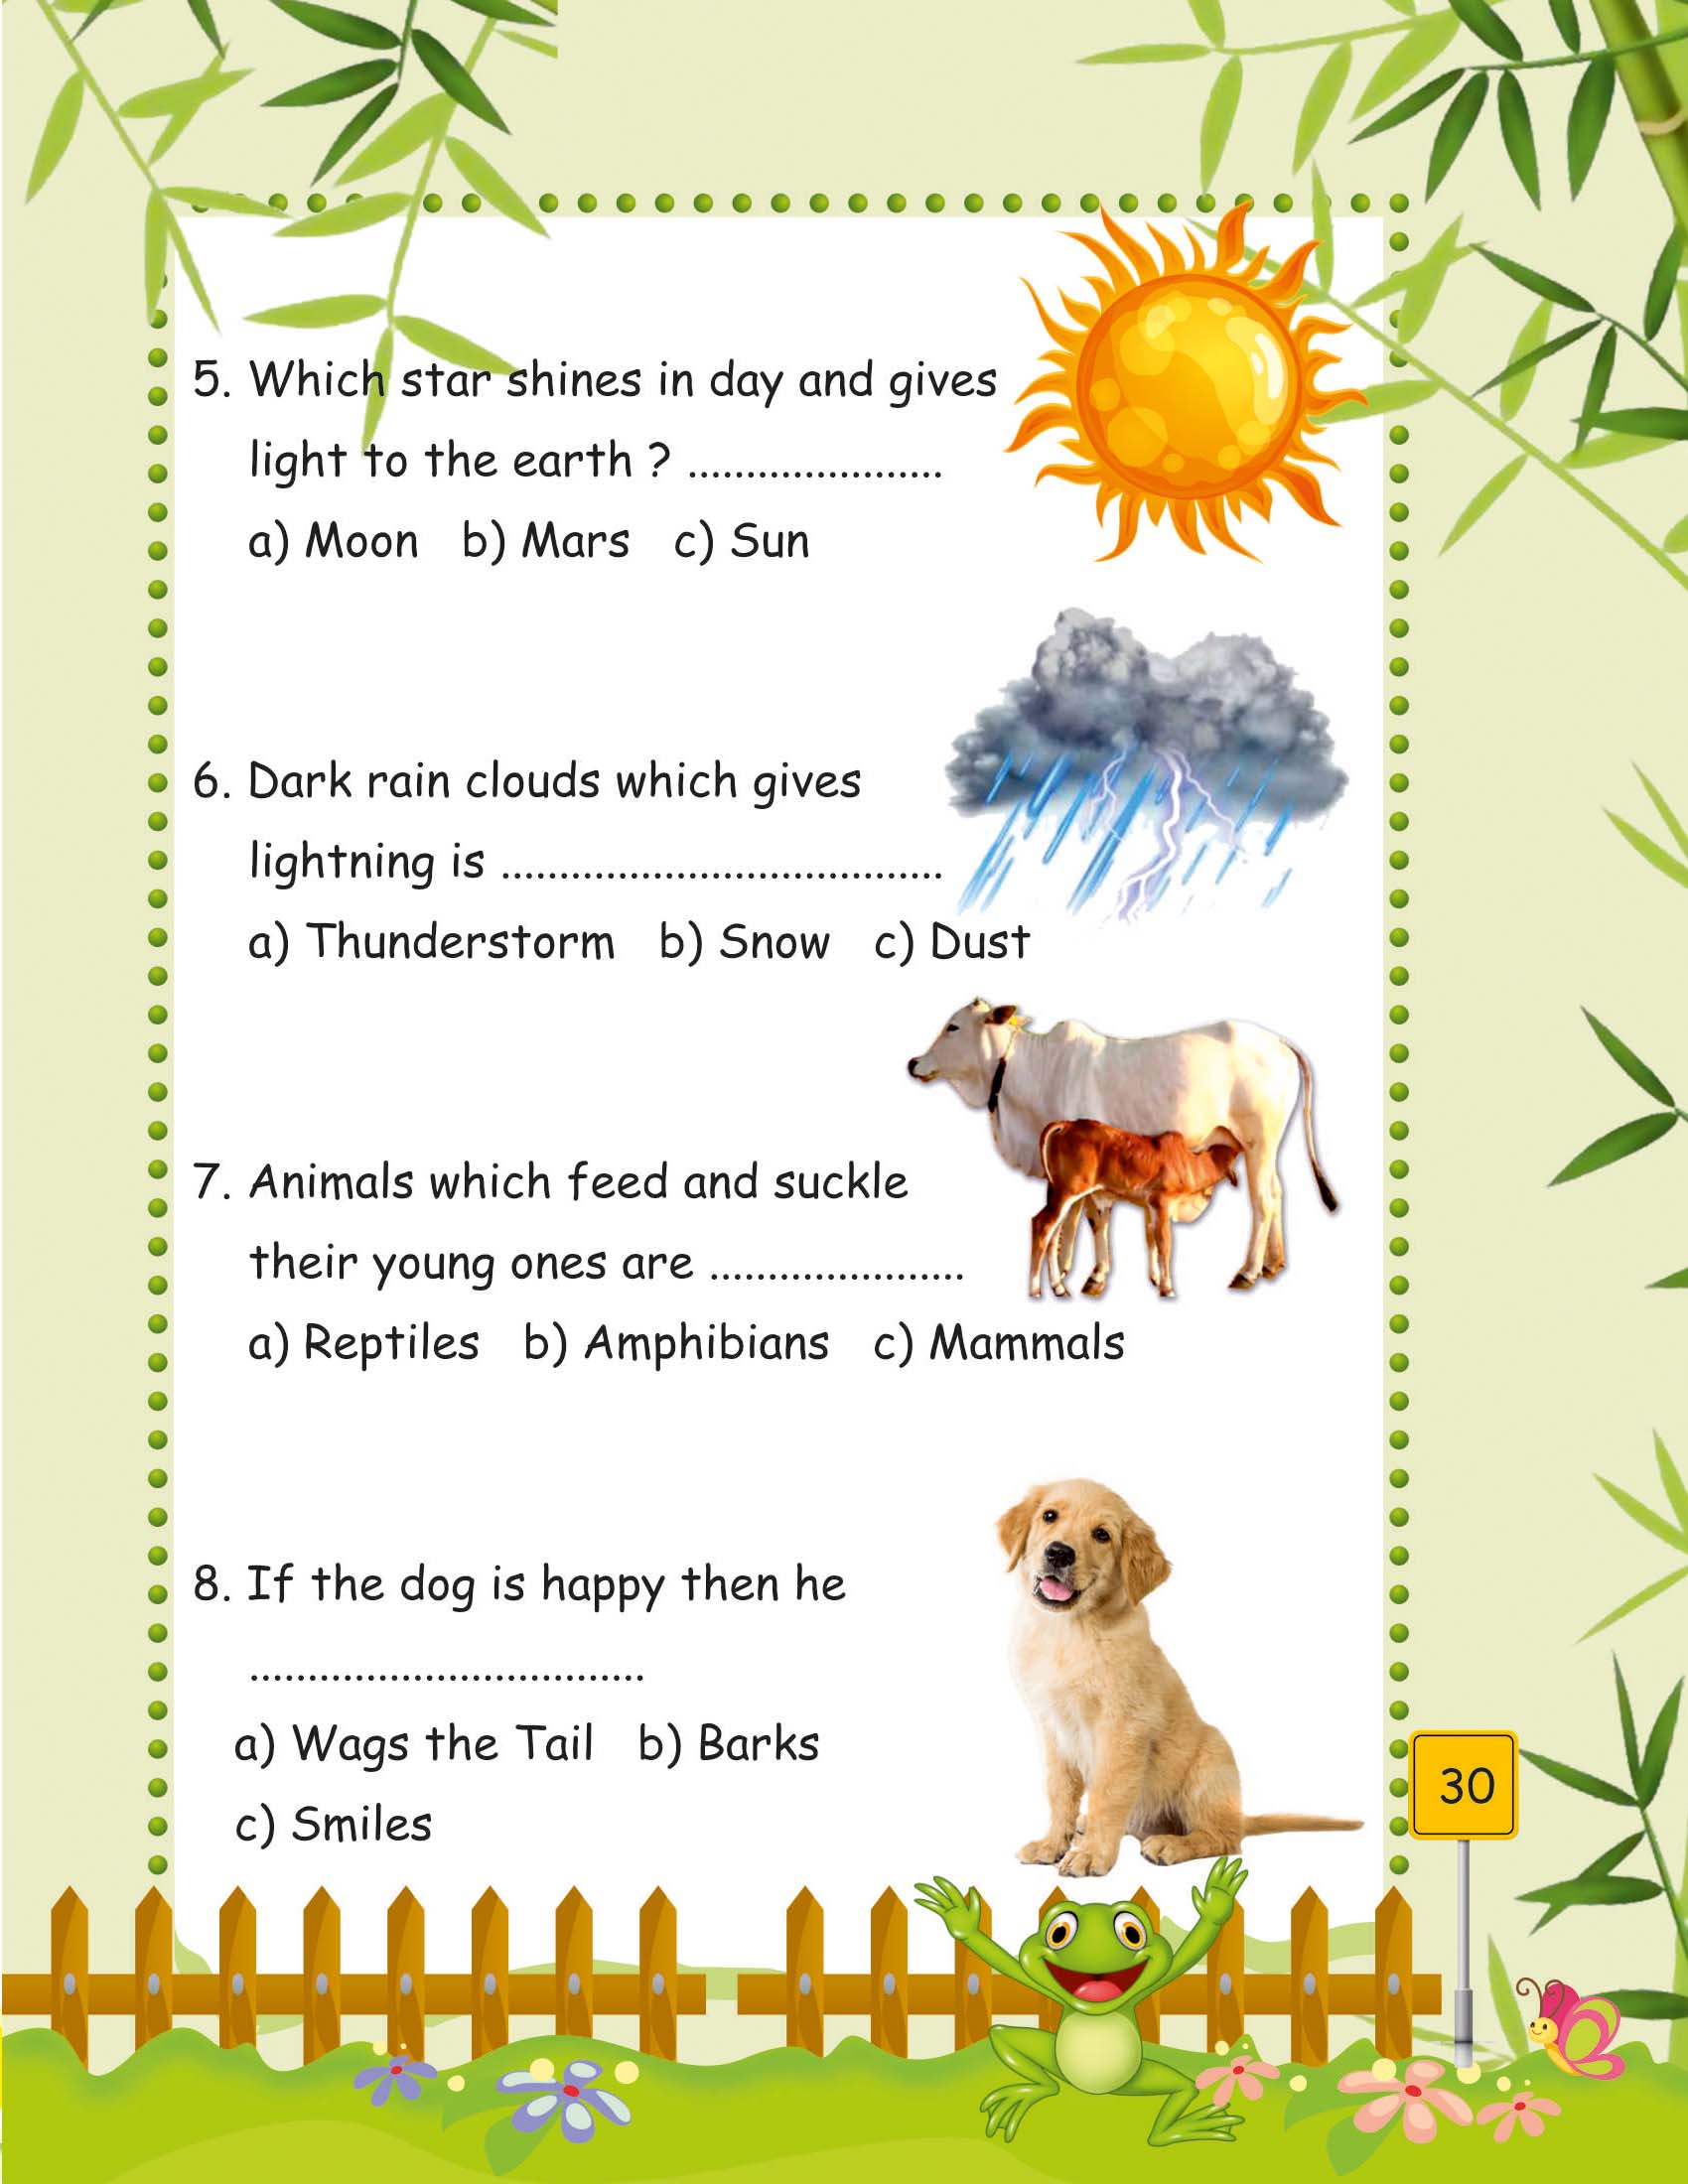 5. Which star shines in day and gives
light to the earth ? ......................
a) Moon b) Mars c) Sun
6. Dark rain clouds which gives
lightning is ......................................
a) Thunderstorm b) Snow c) Dust
7. Animals which feed and suckle
their young ones are ......................
a) Reptiles b) Amphibians c) Mammals
8. If the dog is happy then he
..................................
a) Wags the Tail b) Barks
c) Smiles
30